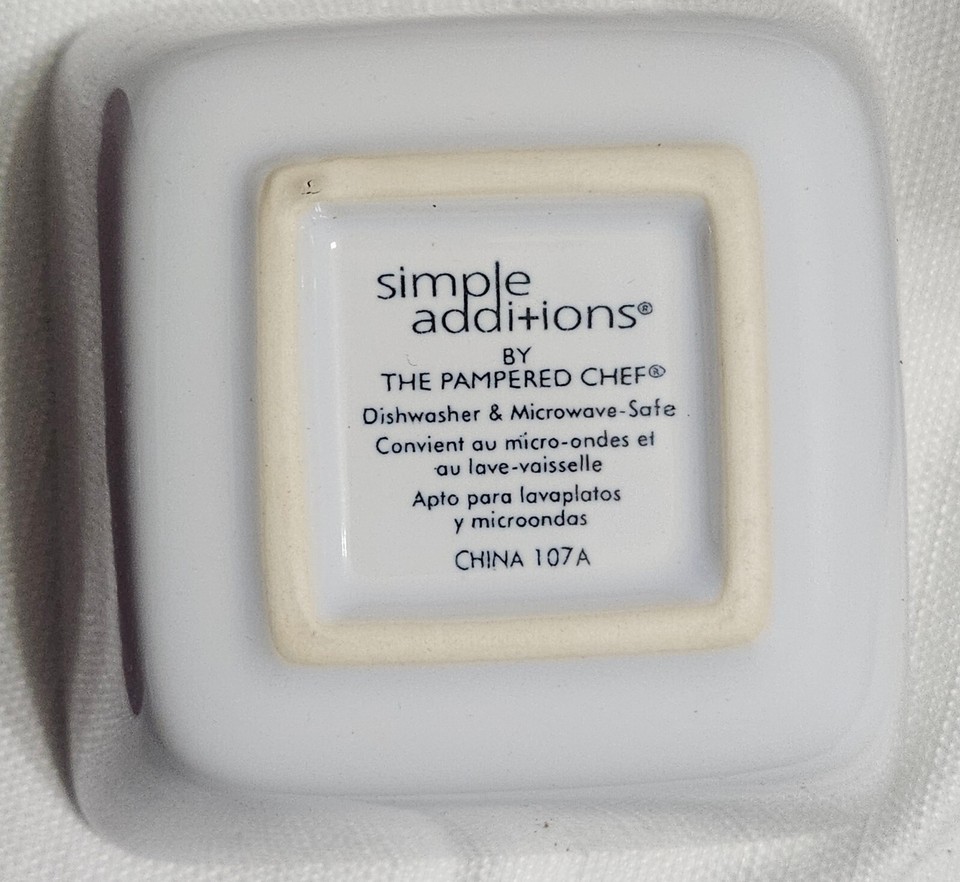 simple
additions®
BY
THE PAMPERED CHEF®
Dishwasher & Microwave-Safe
Convient au micro-ondes et
au lave-vaisselle
Apto para lavaplatos
y microondas
CHINA 107A